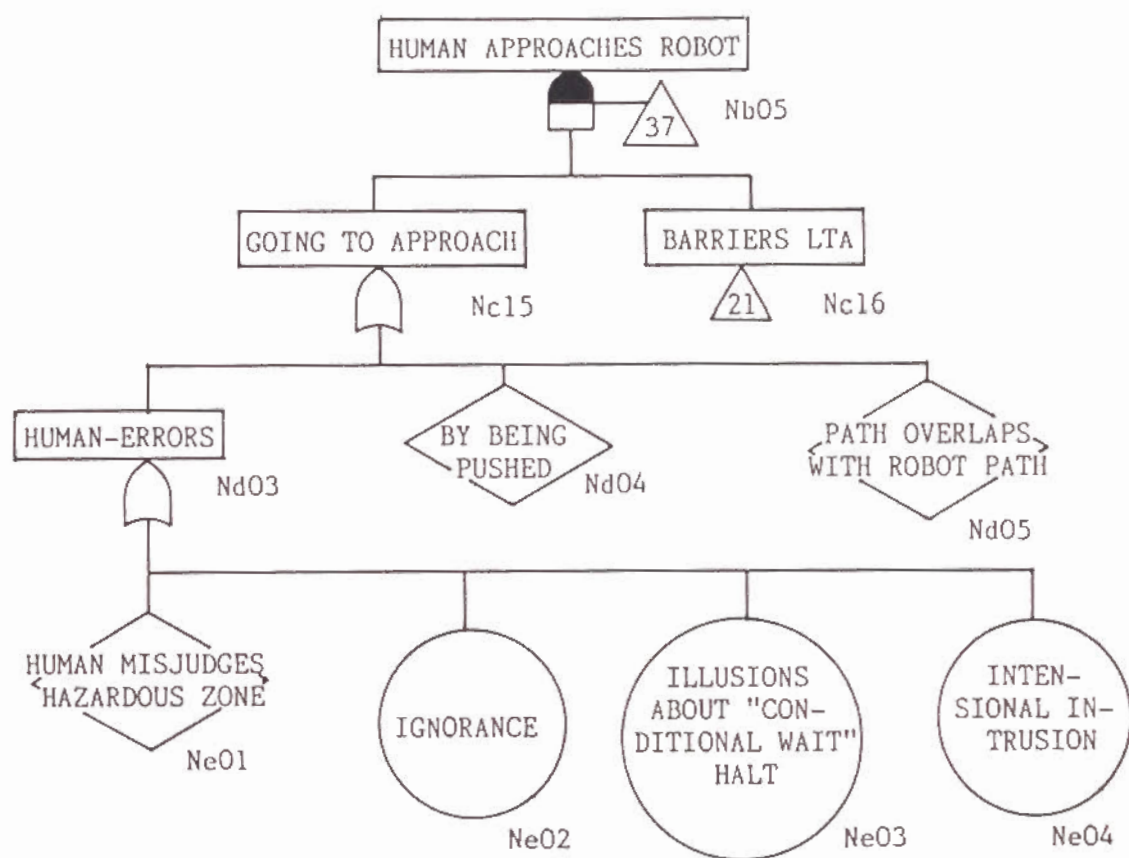 HUMAN APPROACHES ROBOT
37
Nb05
GOING TO APPROACH
BARRIERS LTA
Nc15
21
Nc16
HUMAN-ERRORS
BY BEING
PUSHED
PATH OVERLAPS
WITH ROBOT PATH
Nd03
Nd04
Nd05
HUMAN MISJUDGES
HAZARDOUS ZONE
IGNORANCE
ILLUSIONS
ABOUT "CON-
DITIONAL WAIT"
HALT
INTEN-
SIONAL IN-
TRUSION
Ne01
Ne02
Ne03
Ne04